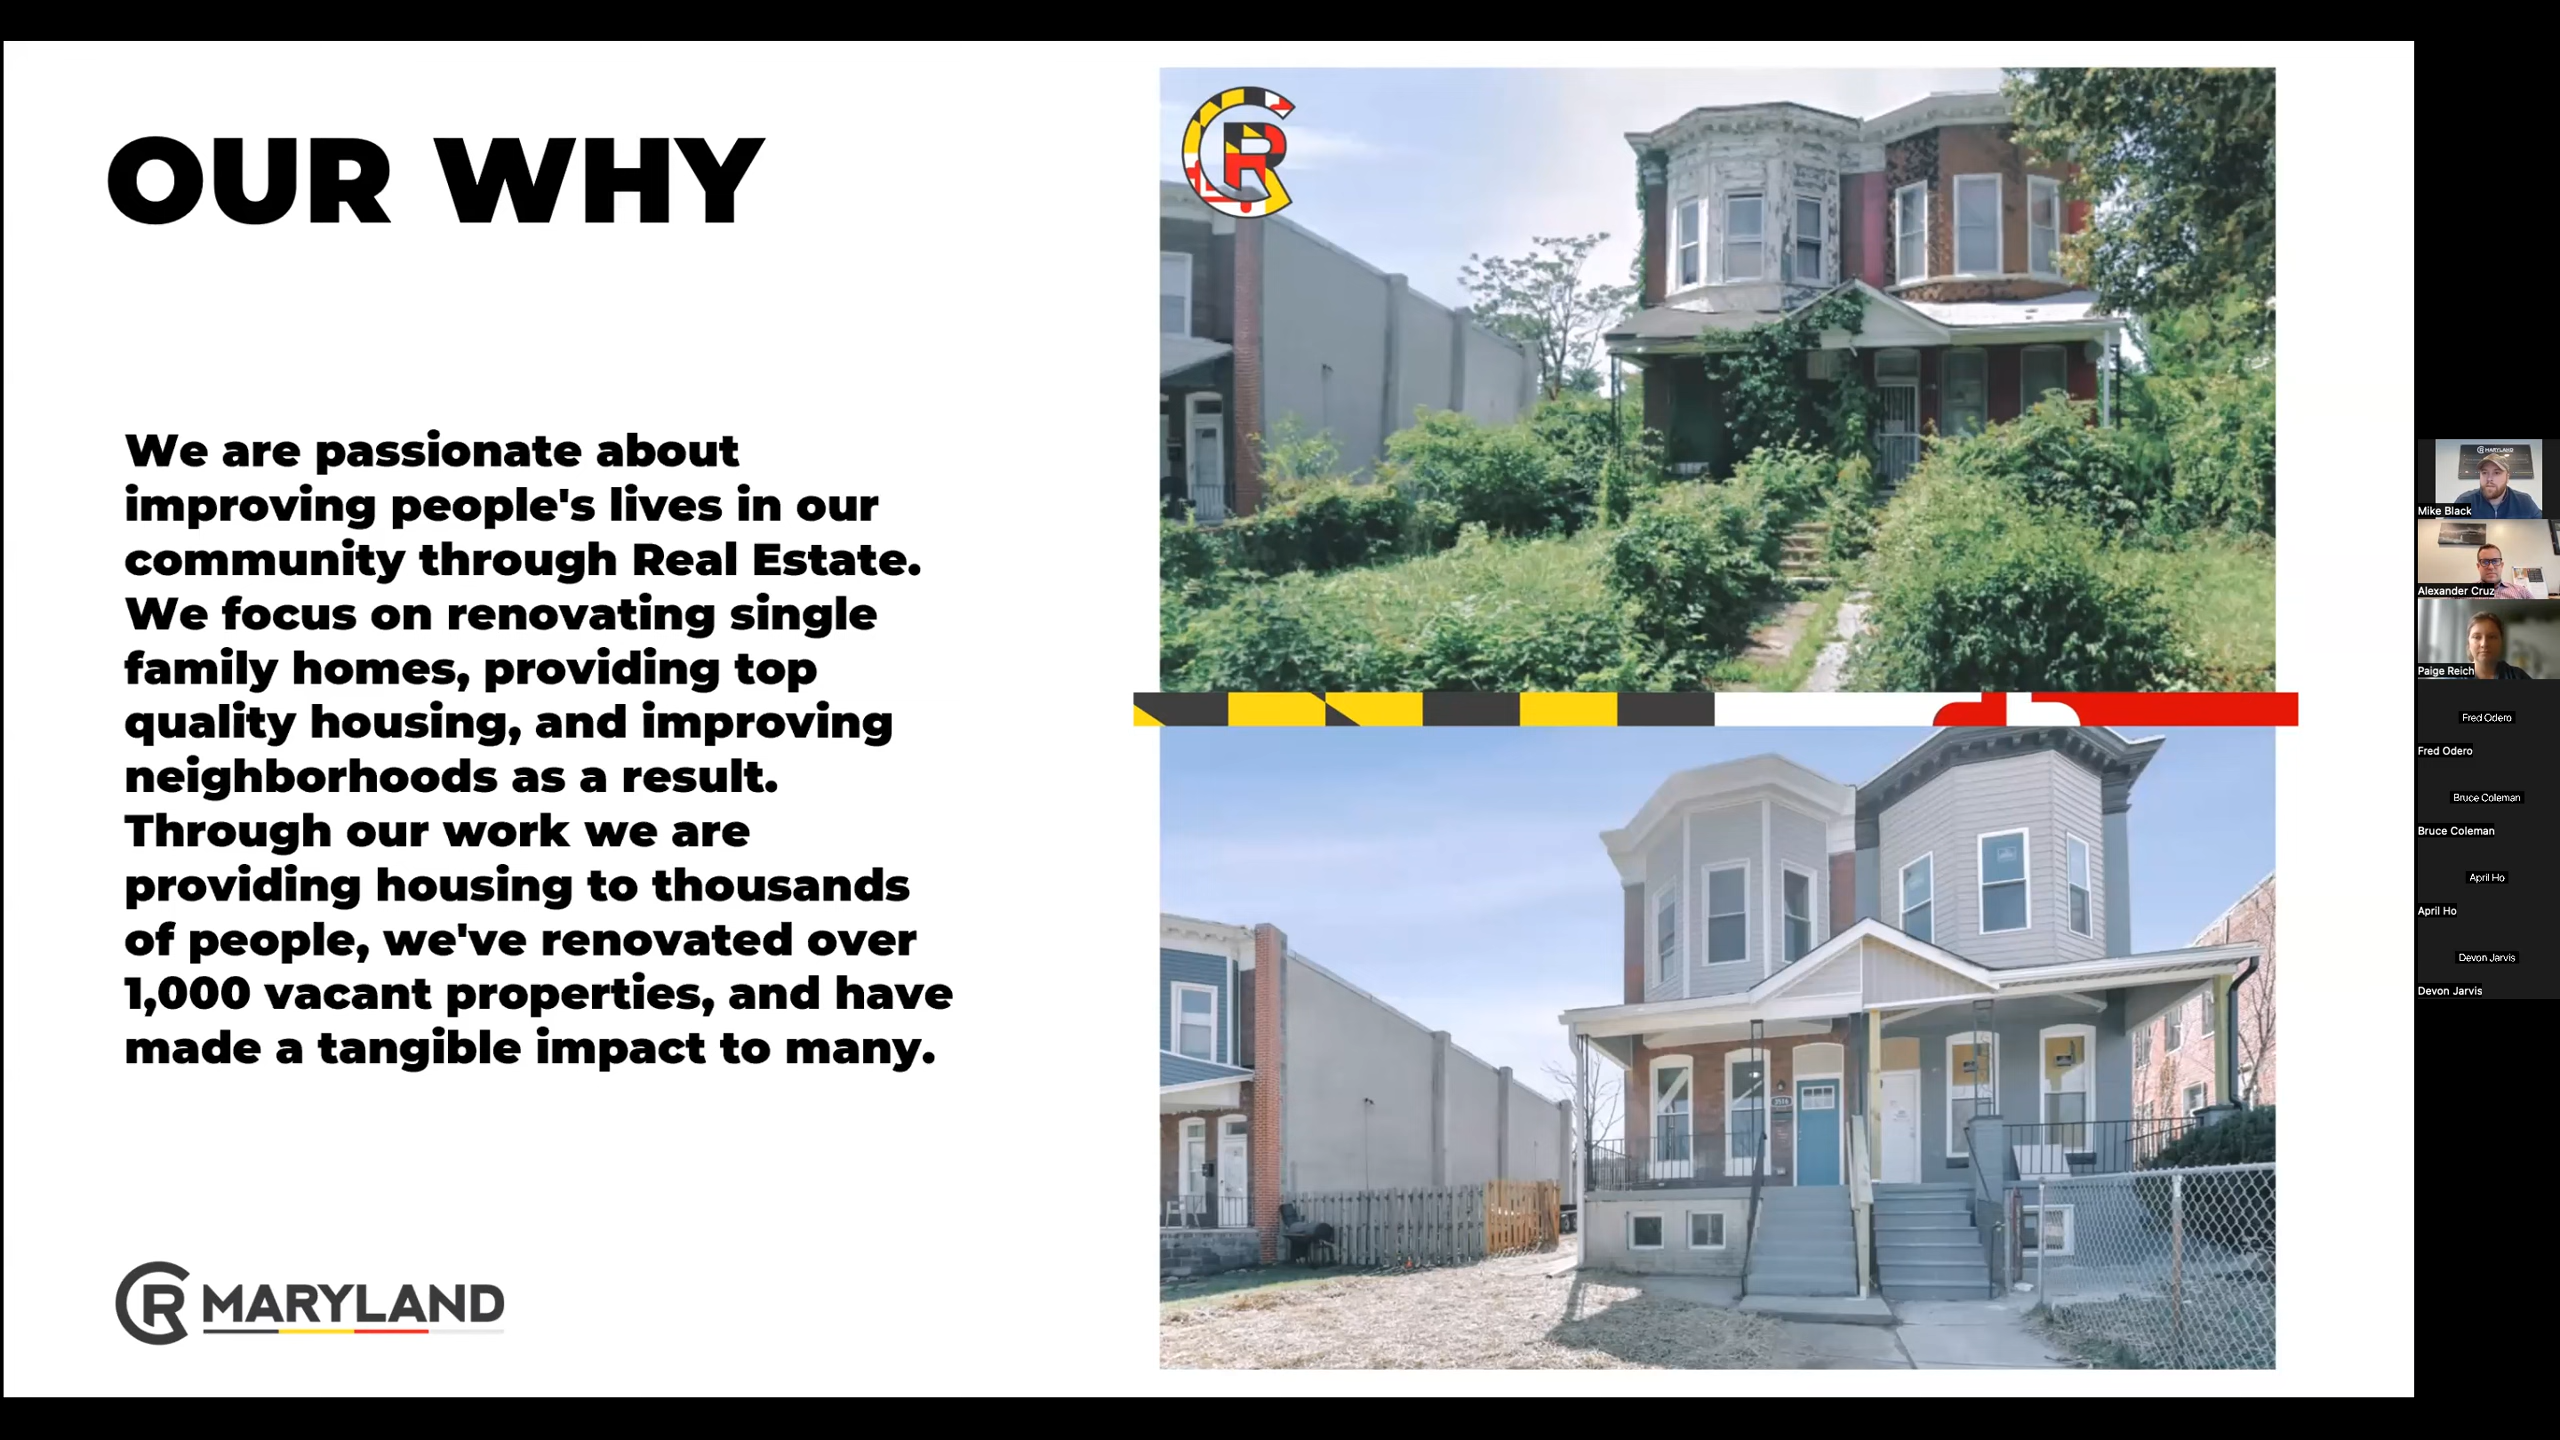 OUR WHY
We are passionate about
improving people's lives in our
community through Real Estate.
We focus on renovating single
family homes, providing top
quality housing, and improving
neighborhoods as a result.
Through our work we are
providing housing to thousands
of people, we've renovated over
1,000 vacant properties, and have
made a tangible impact to many.
CR MARYLAND
CR
MARYLAND
Mike Black
Alexander Cruz
Paige Reich
Fred Odero
Fred Odero
Bruce Coleman
Bruce Coleman
April Ho
April Ho
Devon Jarvis
Devon Jarvis